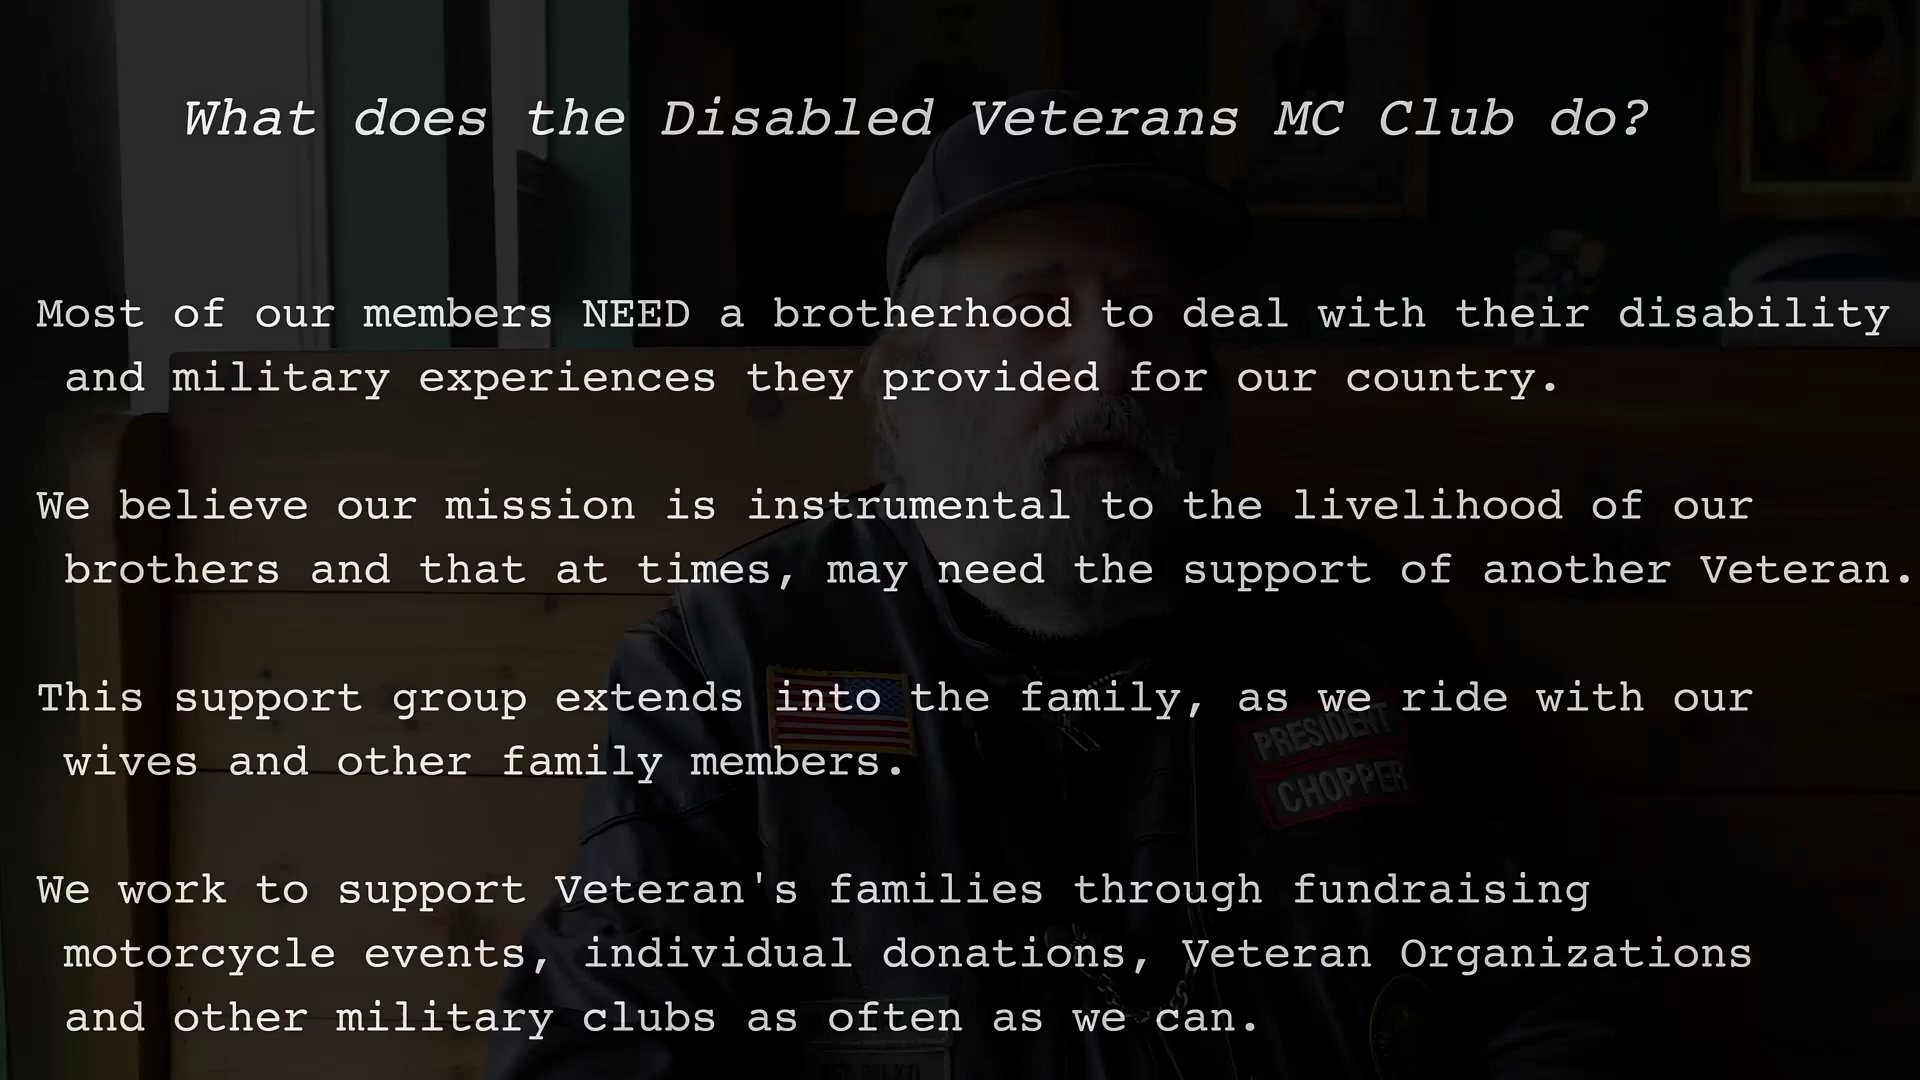 What does the Disabled Veterans MC Club do?
Most of our members NEED a brotherhood to deal with their disability
and military experiences they provided for our country.
We believe our mission is instrumental to the livelihood of our
brothers and that at times, may need the support of another Veteran.
This support group extends into the family, as we ride with our
wives and other family members.
PRESIDENT
CHOPPER
We work to support Veteran's families through fundraising
motorcycle events, individual donations, Veteran Organizations
and other military clubs as often as we can.